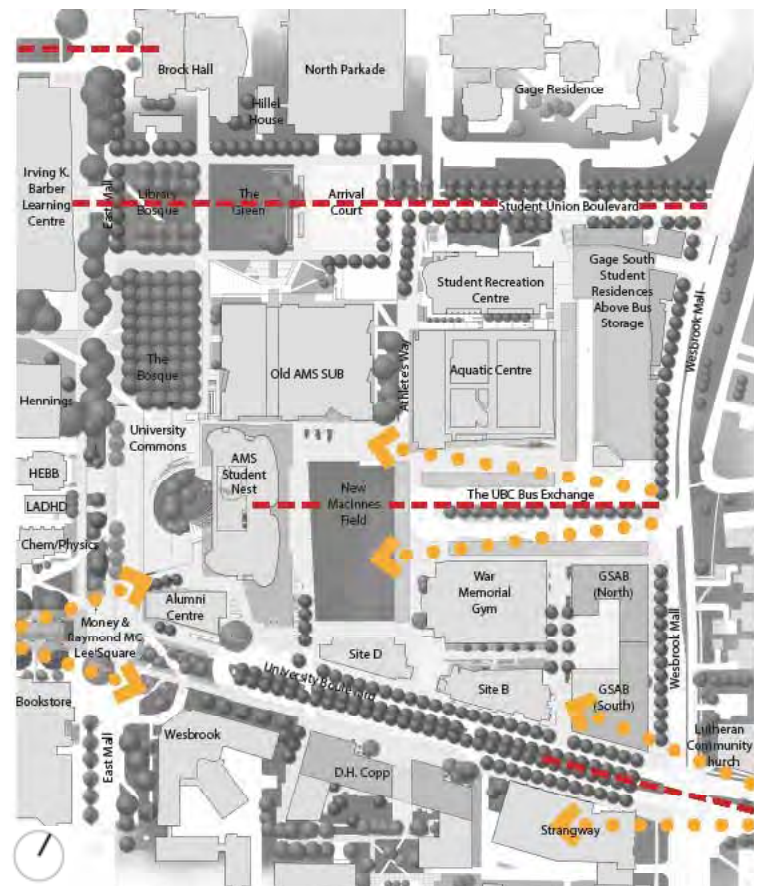 Brock Hall
North Parkade
Gage Residence
Hillel
House
Irving K.
Barber
Learning
Centre
East Mall
Library
Bosque
The
Green
Arrival
Court
Student Union Boulevard
Gage South
Student
Residences
Above Bus
Storage
Student Recreation
Centre
Wesbrook Mall
The
Bosque
Old AMS SUB
Athlete's Way
Aquatic Centre
Hennings
University
Commons
AMS
Student
Nest
HEBB
LADHD
Chem/Physics
New
MacInnes
Field
The UBC Bus Exchange
War
Memorial
Gym
GSAB
(North)
Alumni
Centre
Money &
Raymond MC
Lee Square
Site D
Wesbrook Mall
University Boulevard
Site B
GSAB
(South)
Bookstore
East Mall
Wesbrook
Lutheran
Community
hurch
D.H. Copp
Strangway